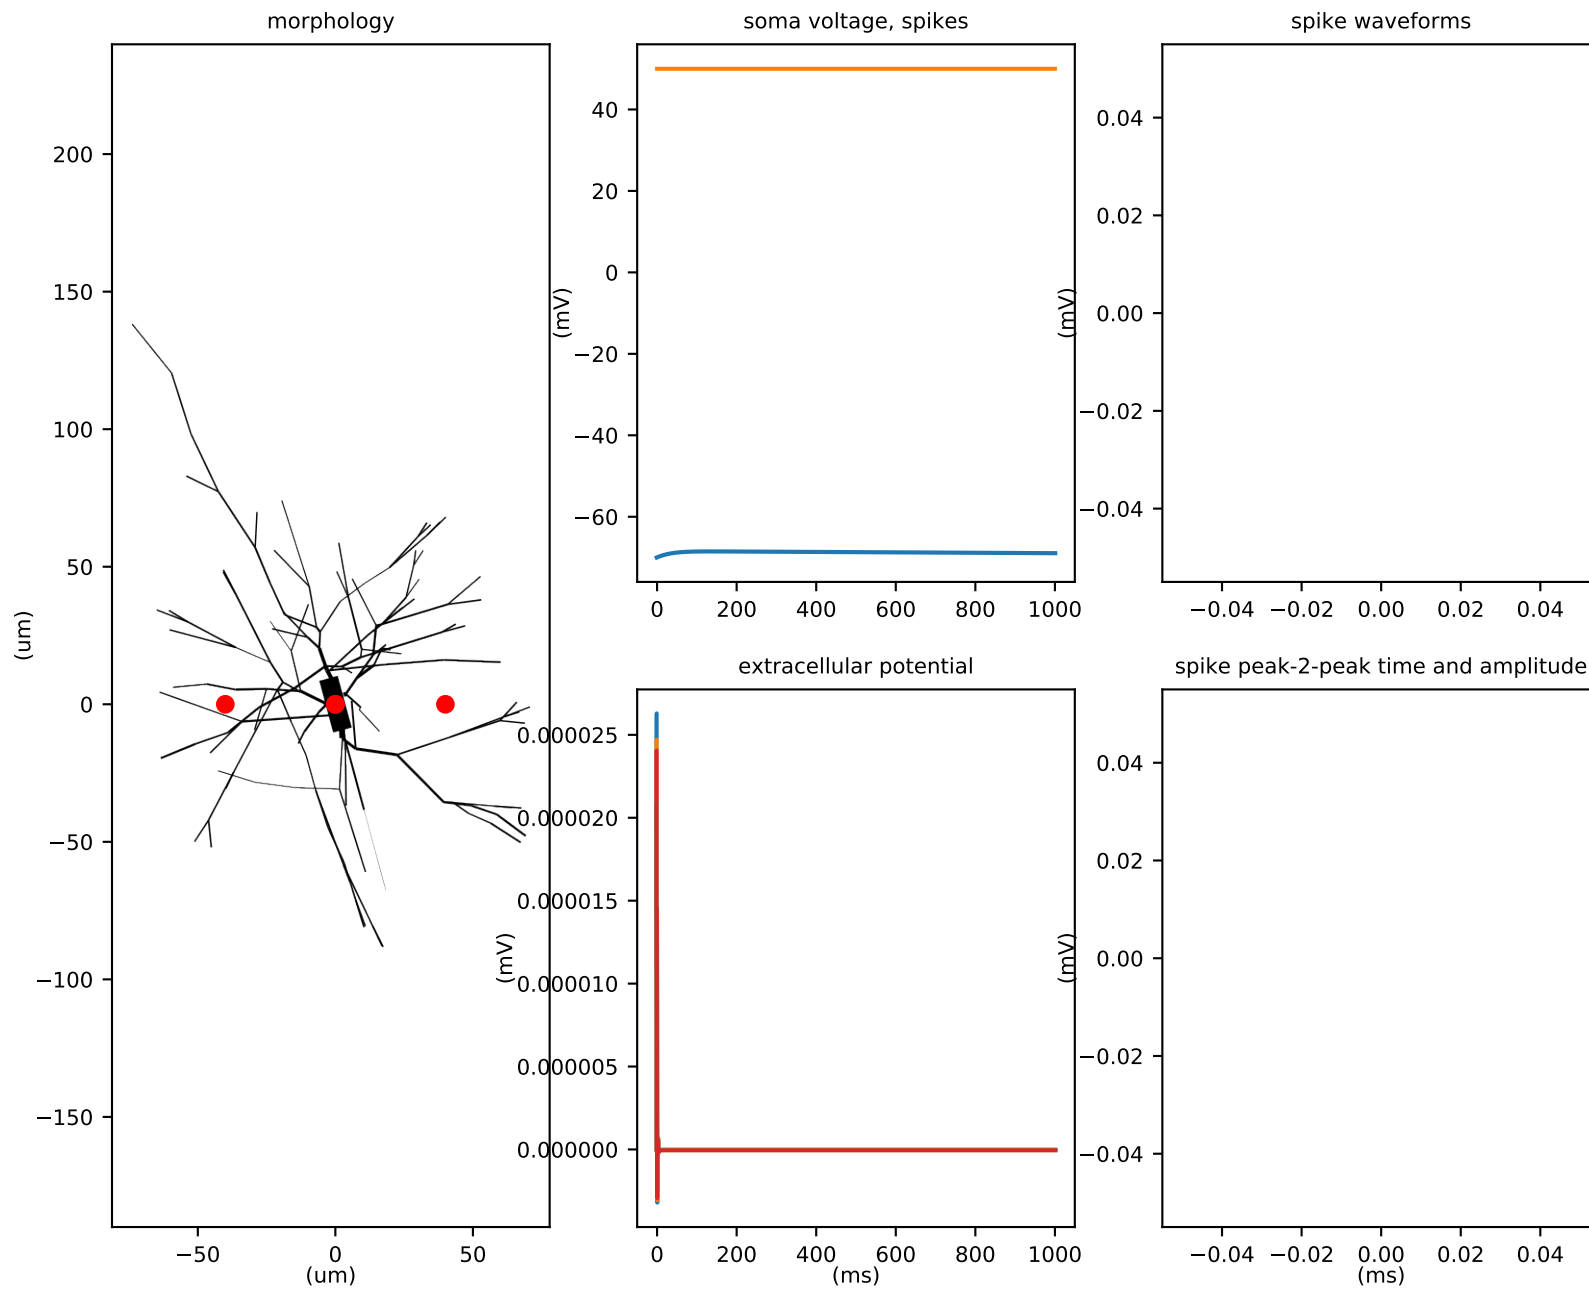 morphology
200
150
100
50
0
−50
−100
−150
(um)
−50 0 50
(um)
soma voltage, spikes
40
20
0
−20
−40
−60
(mV)
0 200 400 600 800 1000
spike waveforms
0.04
0.02
0.00
−0.02
−0.04
(mV)
−0.04 −0.02 0.00 0.02 0.04
extracellular potential
0.000025
0.000020
0.000015
0.000010
0.000005
0.000000
(mV)
0 200 400 600 800 1000
(ms)
spike peak-2-peak time and amplitude
0.04
0.02
0.00
−0.02
−0.04
(mV)
−0.04 −0.02 0.00 0.02 0.04
(ms)